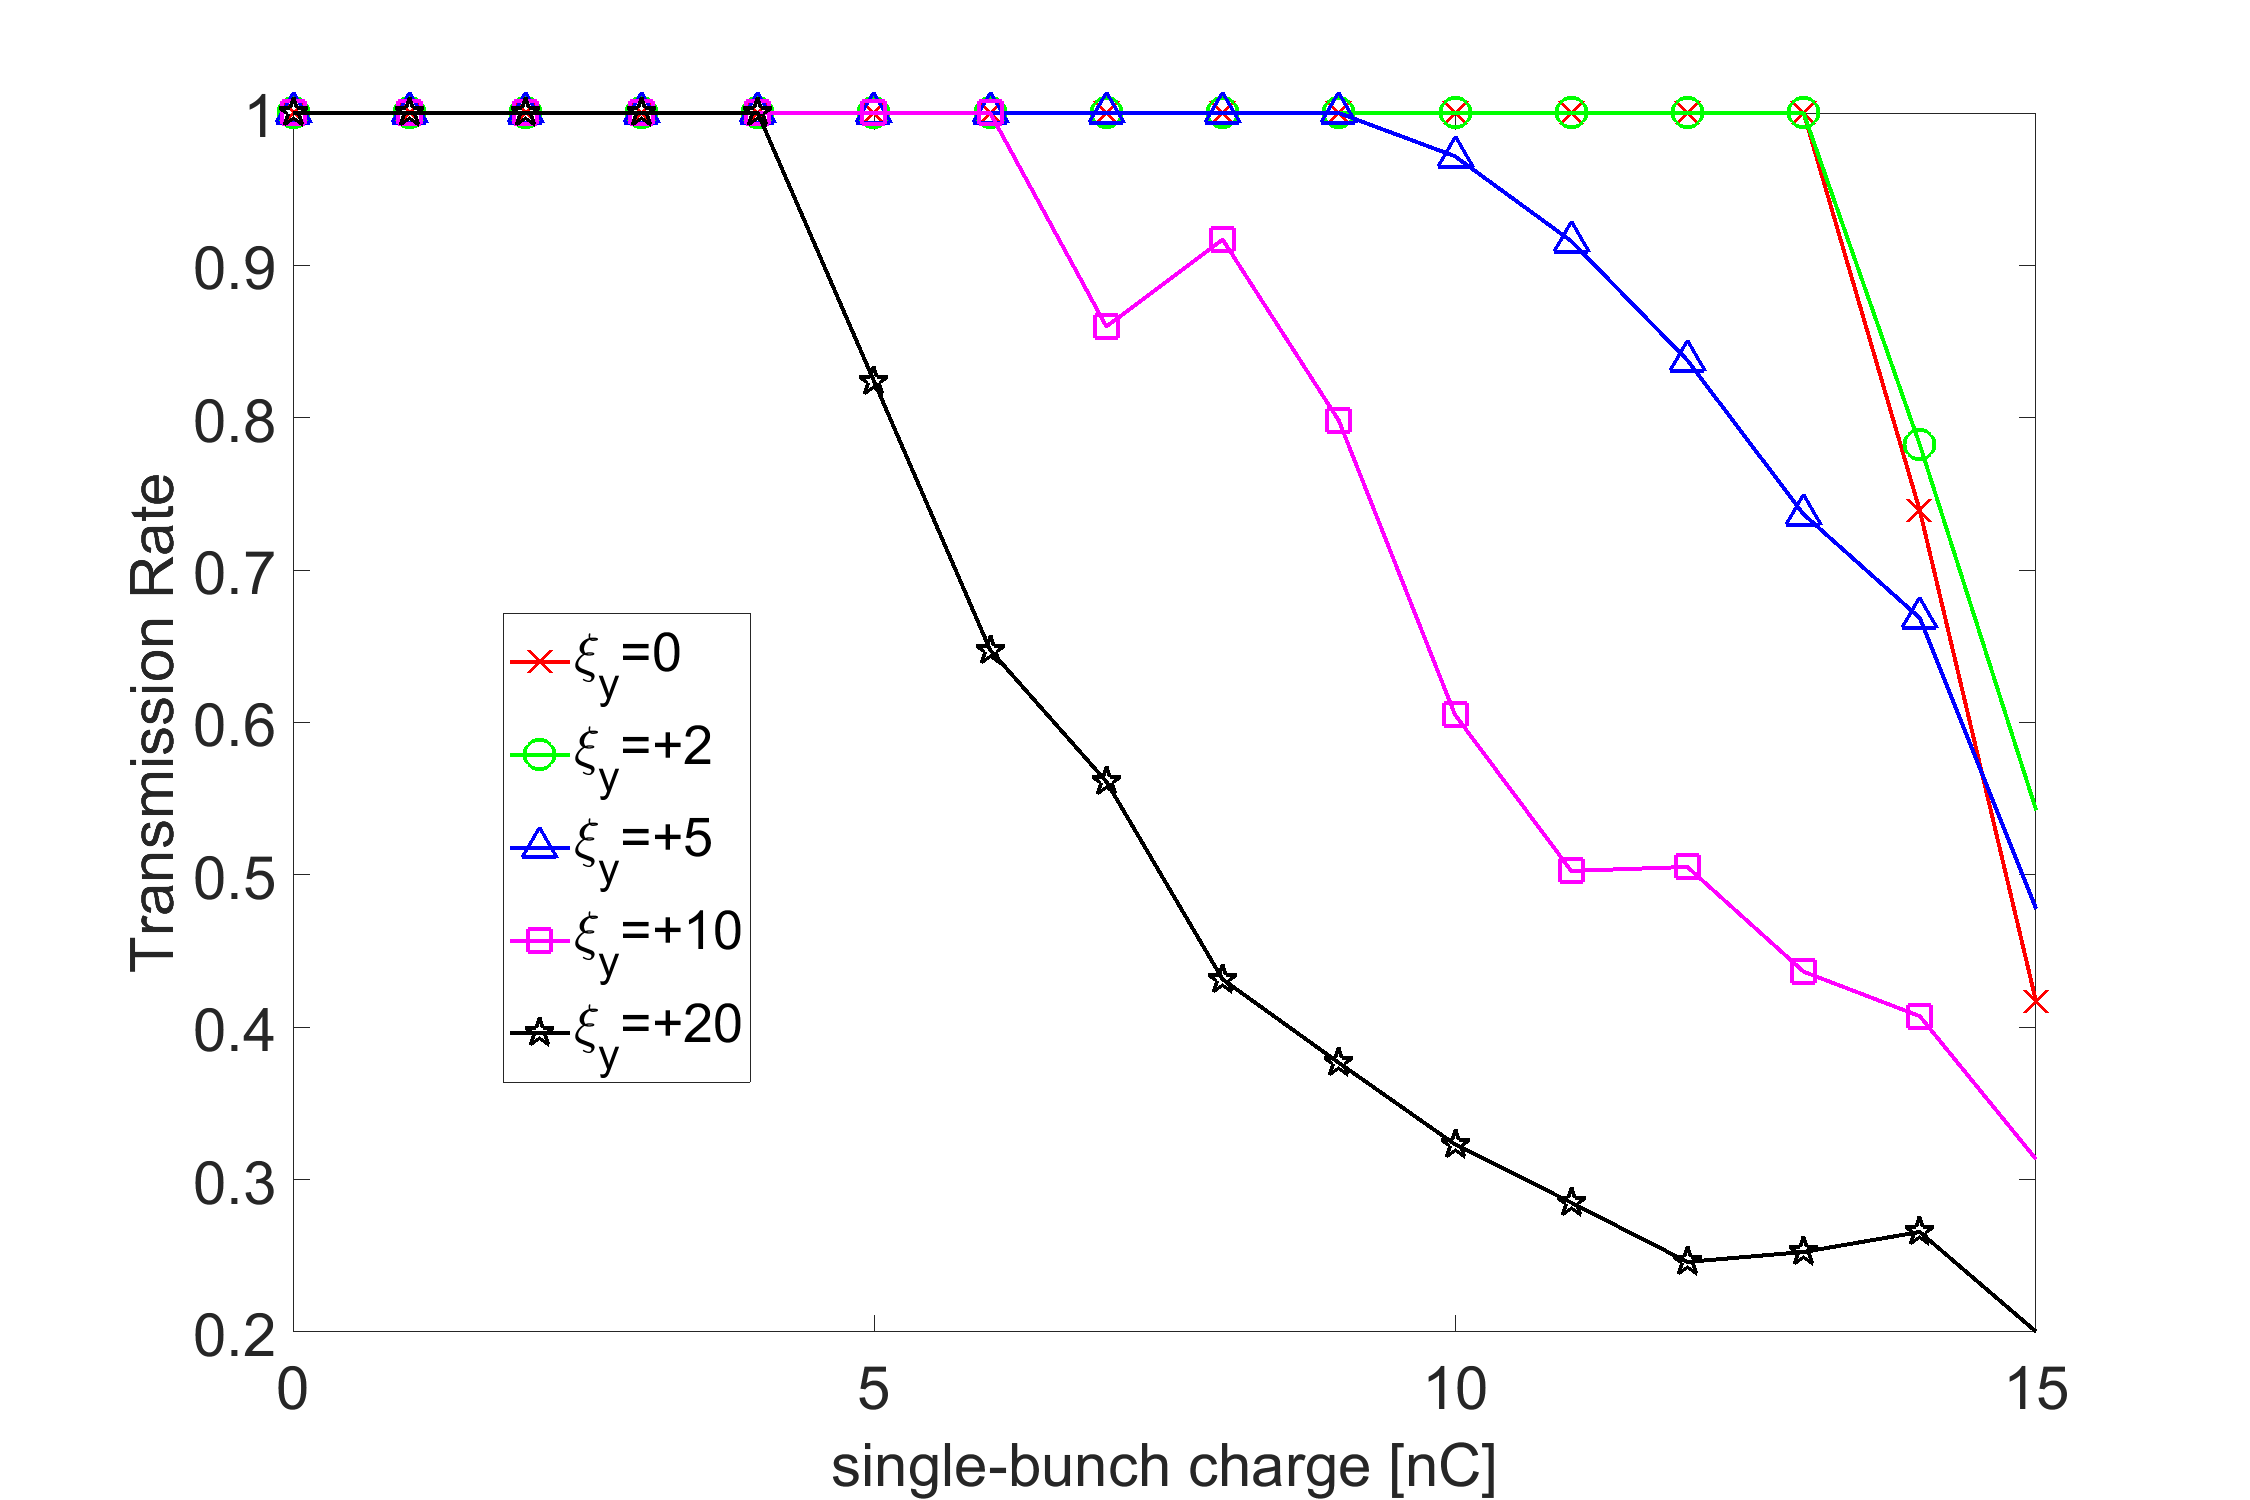 1
0.9
0.8
0.7
0.6
0.5
0.4
0.3
0.2
0
5
10
15
Transmission Rate
single-bunch charge [nC]
ξy=0
ξy=+2
ξy=+5
ξy=+10
ξy=+20